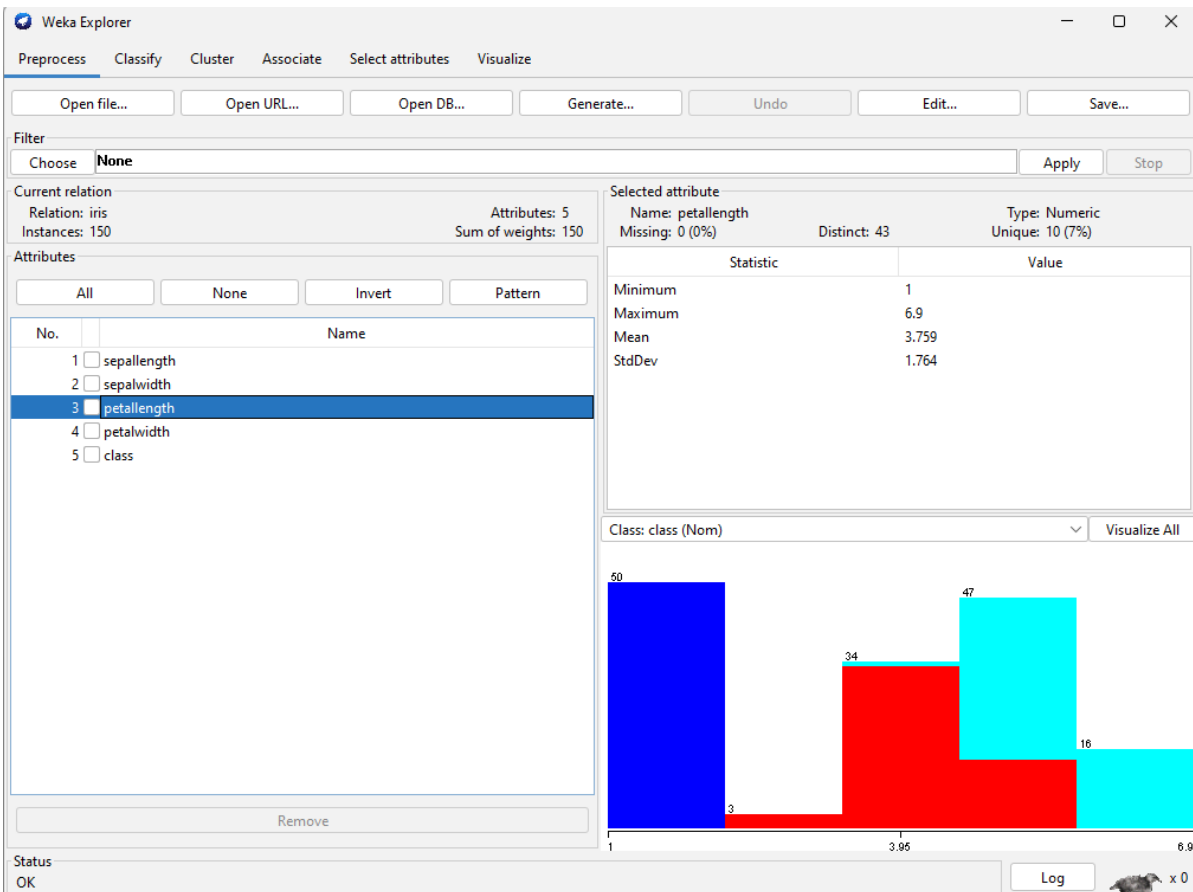 Weka Explorer
Preprocess Classify Cluster Associate Select attributes Visualize
Open file... Open URL... Open DB... Generate... Undo Edit... Save...
Filter
Choose None Apply Stop
Current relation
Relation: iris Attributes: 5
Instances: 150 Sum of weights: 150
Attributes
All None Invert Pattern
No. Name
1 sepallength
2 sepalwidth
3 petallength
4 petalwidth
5 class
Remove
Selected attribute
Name: petallength Type: Numeric
Missing: 0 (0%) Distinct: 43 Unique: 10 (7%)
Statistic Value
Minimum 1
Maximum 6.9
Mean 3.759
StdDev 1.764
Class: class (Nom) Visualize All
50
47
34
16
3
1 3.95 6.9
Status
OK Log x 0